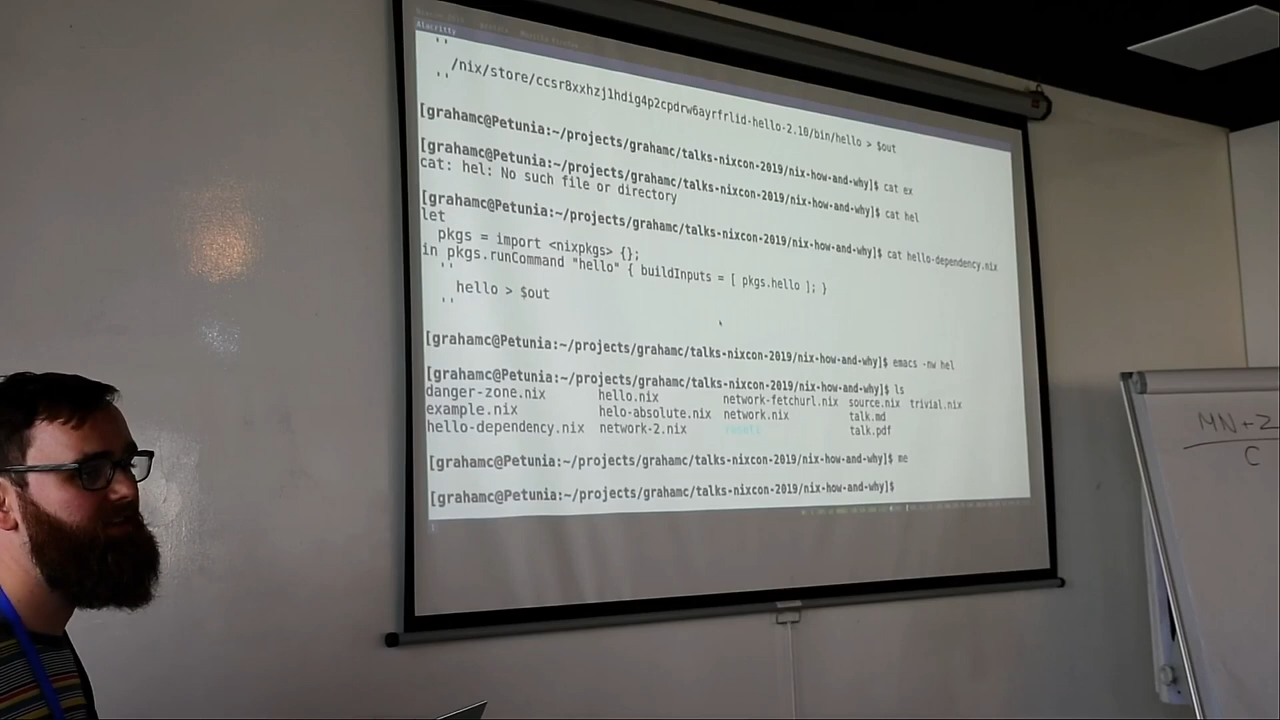 Alacritty
''
/nix/store/ccsr8xxhzj1hdig4p2cpdrw6ayrfrlid-hello-2.10/bin/hello > $out
''
[grahamc@Petunia:~/projects/grahamc/talks-nixcon-2019/nix-how-and-why]$ cat ex
[grahamc@Petunia:~/projects/grahamc/talks-nixcon-2019/nix-how-and-why]$ cat hel
cat: hel: No such file or directory
[grahamc@Petunia:~/projects/grahamc/talks-nixcon-2019/nix-how-and-why]$ cat hello-dependency.nix
let
pkgs = import <nixpkgs> {};
in pkgs.runCommand "hello" { buildInputs = [ pkgs.hello ]; }
''
hello > $out
''
[grahamc@Petunia:~/projects/grahamc/talks-nixcon-2019/nix-how-and-why]$ emacs -nw hel
[grahamc@Petunia:~/projects/grahamc/talks-nixcon-2019/nix-how-and-why]$ ls
danger-zone.nix hello.nix network-fetchurl.nix source.nix trivial.nix
example.nix helo-absolute.nix network.nix talk.md
hello-dependency.nix network-2.nix result talk.pdf
[grahamc@Petunia:~/projects/grahamc/talks-nixcon-2019/nix-how-and-why]$ me
[grahamc@Petunia:~/projects/grahamc/talks-nixcon-2019/nix-how-and-why]$
MN+2
C